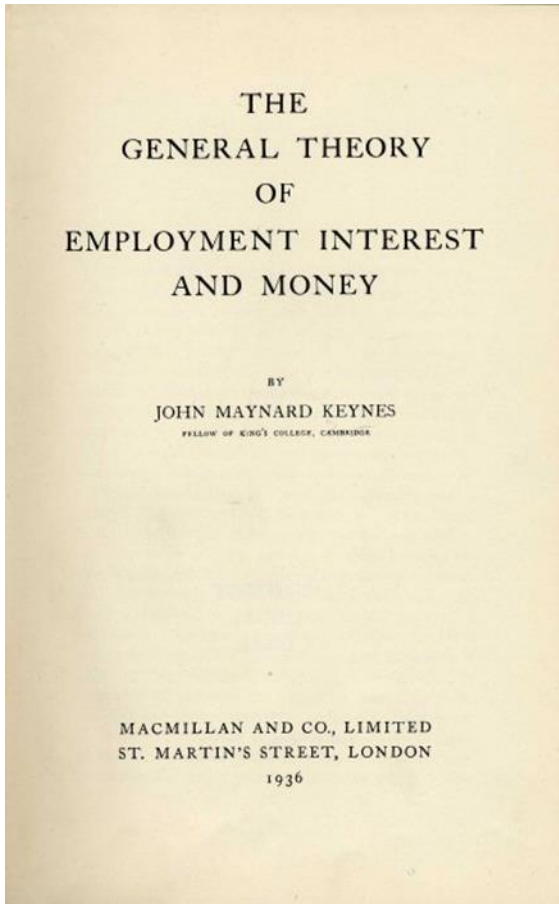 THE
GENERAL THEORY
OF
EMPLOYMENT INTEREST
AND MONEY
BY
JOHN MAYNARD KEYNES
FELLOW OF KING'S COLLEGE, CAMBRIDGE
MACMILLAN AND CO., LIMITED
ST. MARTIN'S STREET, LONDON
1936